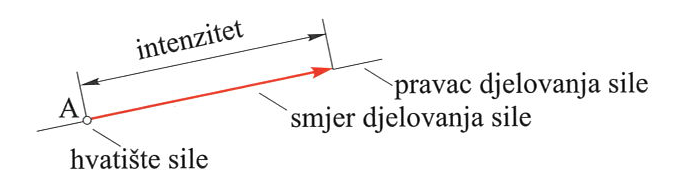 intenzitet
pravac djelovanja sile
A
smjer djelovanja sile
hvatište sile